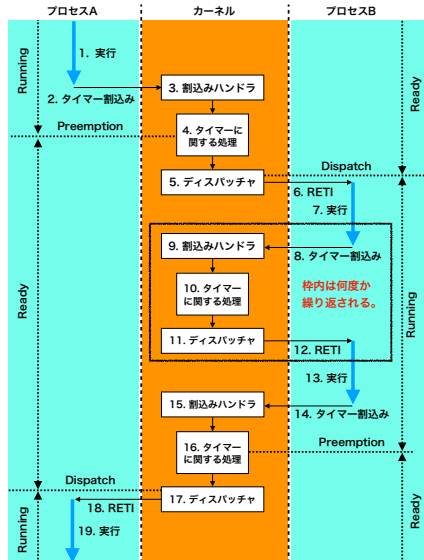 プロセスA
カーネル
プロセスB
Running
1. 実行
2. タイマー割込み
3. 割込みハンドラ
Ready
Preemption
4. タイマーに
関する処理
Dispatch
5. ディスパッチャ
6. RETI
7. 実行
8. タイマー割込み
9. 割込みハンドラ
10. タイマー
に関する処理
枠内は何度か
繰り返される。
Ready
Running
11. ディスパッチャ
12. RETI
13. 実行
14. タイマー割込み
15. 割込みハンドラ
Preemption
16. タイマー
に関する処理
Dispatch
17. ディスパッチャ
Ready
18. RETI
Running
19. 実行